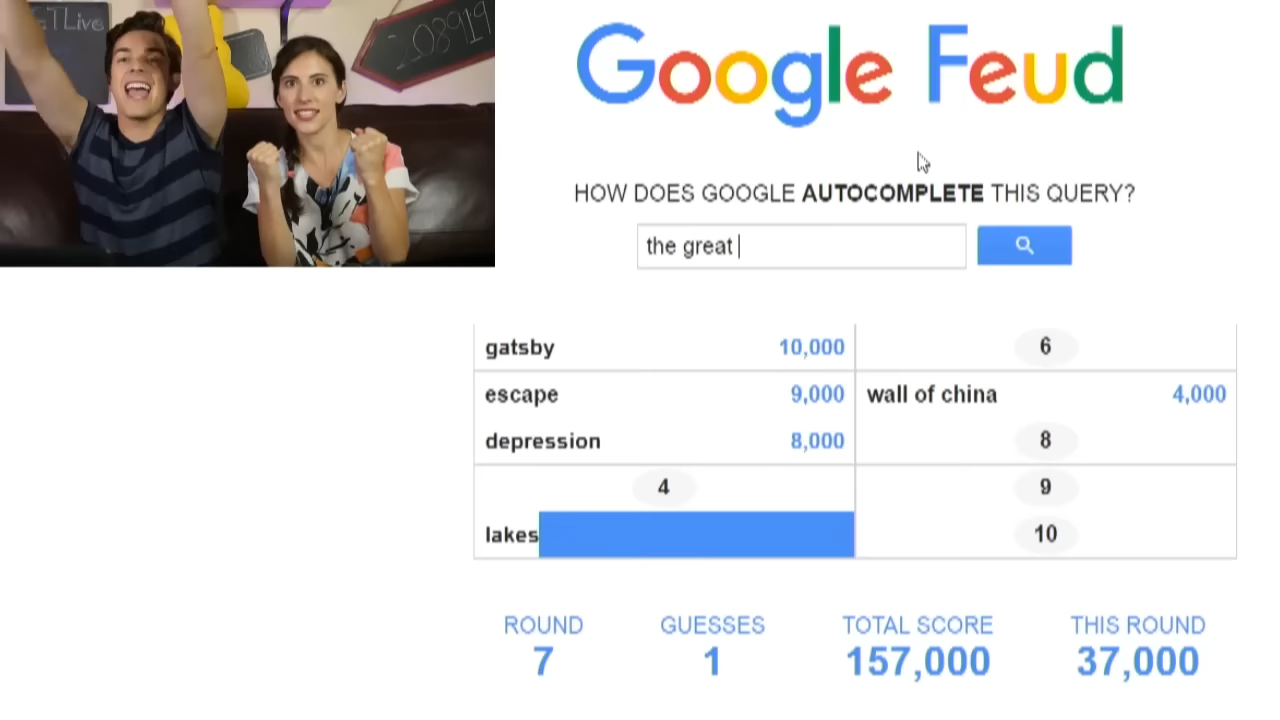 GTLive
208919
Google Feud
HOW DOES GOOGLE AUTOCOMPLETE THIS QUERY?
the great
gatsby 10,000 6
escape 9,000 wall of china 4,000
depression 8,000 8
4 9
lakes 10
ROUND GUESSES TOTAL SCORE THIS ROUND
7 1 157,000 37,000